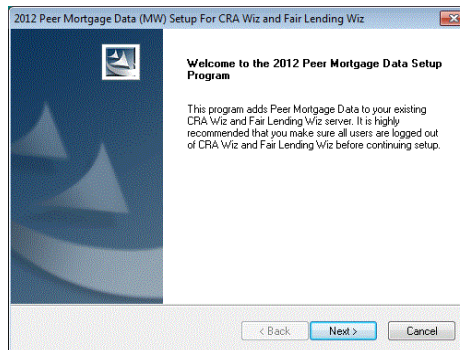 2012 Peer Mortgage Data (MW) Setup For CRA Wiz and Fair Lending Wiz
Welcome to the 2012 Peer Mortgage Data Setup
Program
This program adds Peer Mortgage Data to your existing
CRA Wiz and Fair Lending Wiz server. It is highly
recommended that you make sure all users are logged out
of CRA Wiz and Fair Lending Wiz before continuing setup.
< Back Next > Cancel